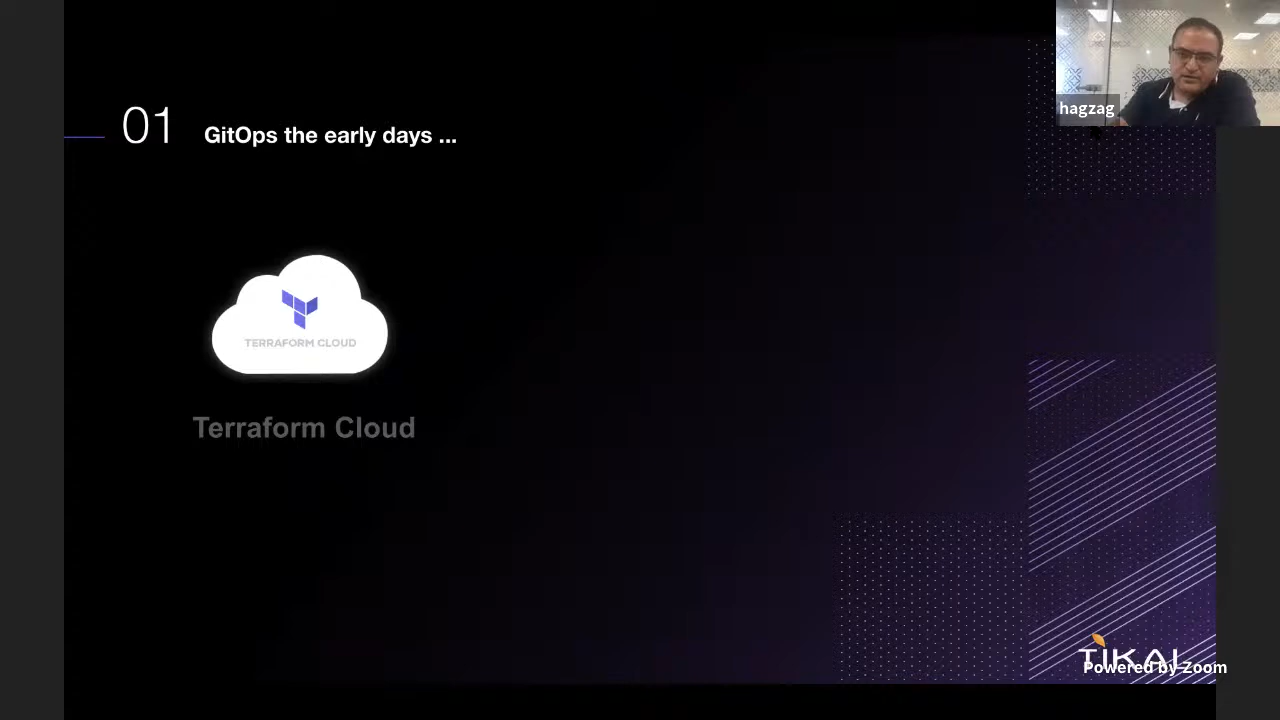 hagzag
01 GitOps the early days ...
TERRAFORM CLOUD
Terraform Cloud
TIKAL
Powered by Zoom